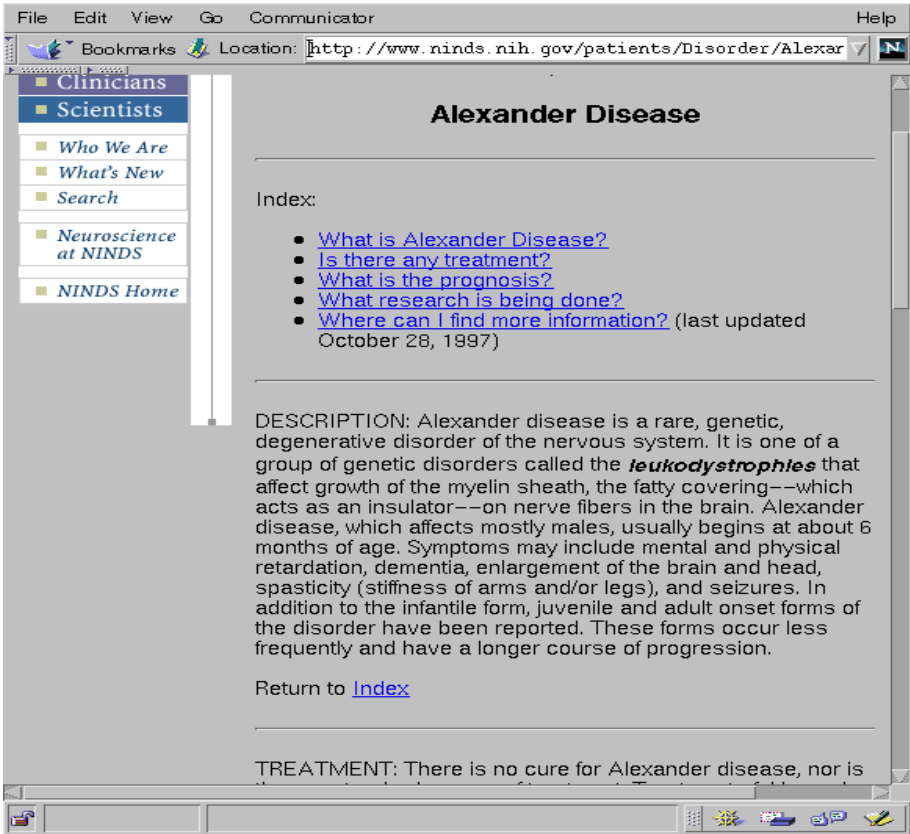 File Edit View Go Communicator Help
Bookmarks Location: http://www.ninds.nih.gov/patients/Disorder/Alexar
N
Clinicians
Scientists
Who We Are
What's New
Search
Neuroscience
at NINDS
NINDS Home
Alexander Disease
Index:
What is Alexander Disease?
Is there any treatment?
What is the prognosis?
What research is being done?
Where can I find more information? (last updated
October 28, 1997)
DESCRIPTION: Alexander disease is a rare, genetic,
degenerative disorder of the nervous system. It is one of a
group of genetic disorders called the leukodystrophies that
affect growth of the myelin sheath, the fatty covering--which
acts as an insulator--on nerve fibers in the brain. Alexander
disease, which affects mostly males, usually begins at about 6
months of age. Symptoms may include mental and physical
retardation, dementia, enlargement of the brain and head,
spasticity (stiffness of arms and/or legs), and seizures. In
addition to the infantile form, juvenile and adult onset forms of
the disorder have been reported. These forms occur less
frequently and have a longer course of progression.
Return to Index
TREATMENT: There is no cure for Alexander disease, nor is